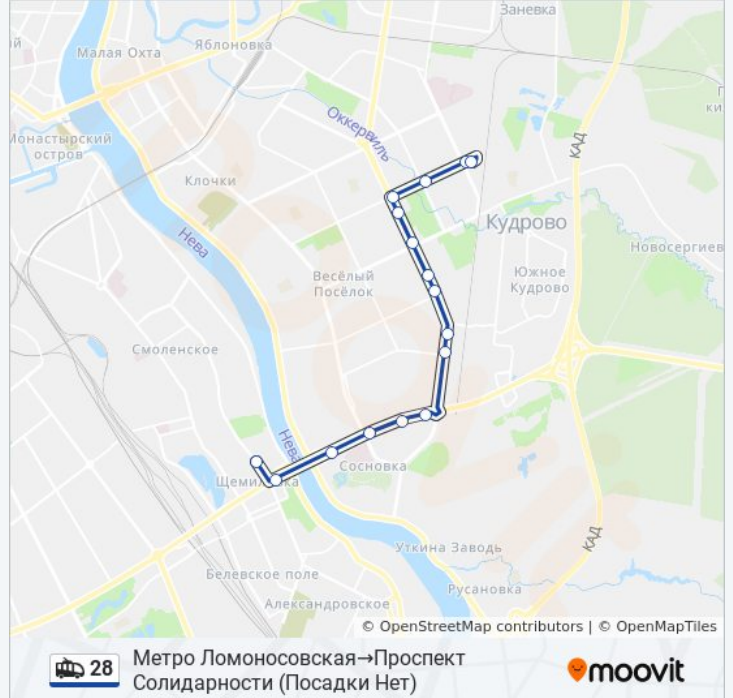 Заневка
Яблоновка
Малая Охта
Оккервиль
КАД
Монастырский
остров
Клочки
Нева
Кудрово
Новосергиев
Весёлый
Посёлок
Южное
Кудрово
Смоленское
Нева
Сосновка
Уткина Заводь
КАД
Белевское поле
Русановка
Александровское
© OpenStreetMap contributors | © OpenMapTiles
28 Метро Ломоносовская→Проспект
Солидарности (Посадки Нет)
moovit